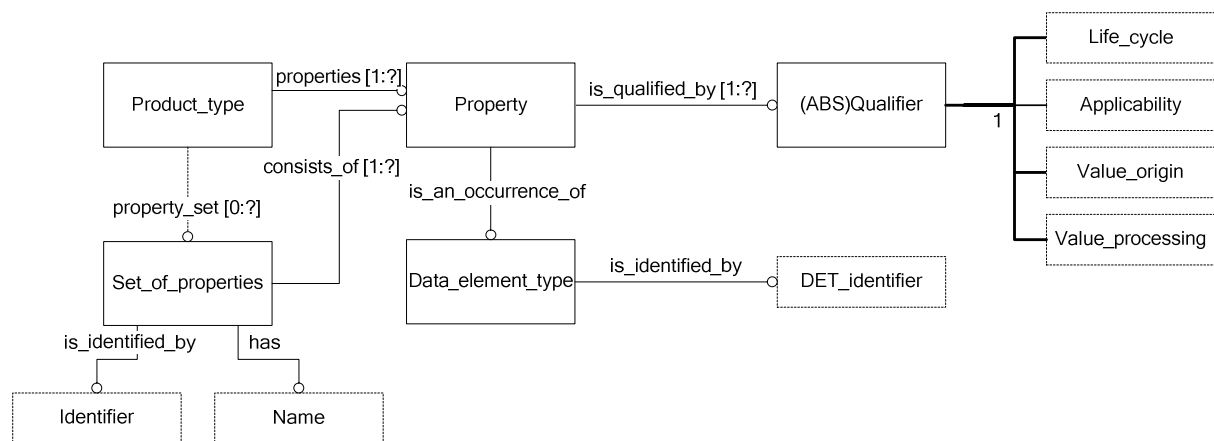 Life_cycle
properties [1:?]
Product_type
Property
is_qualified_by [1:?]
(ABS)Qualifier
Applicability
1
consists_of [1:?]
Value_origin
is_an_occurrence_of
property_set [0:?]
Value_processing
Set_of_properties
Data_element_type
is_identified_by
DET_identifier
is_identified_by
has
Identifier
Name